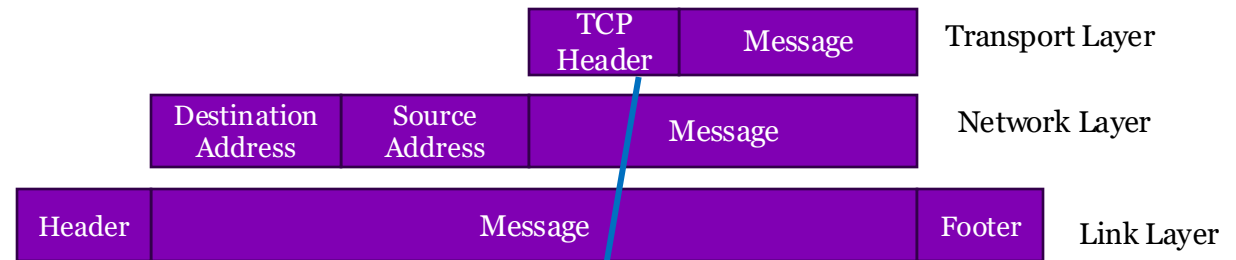 TCP
Header
Message
Transport Layer
Destination
Address
Source
Address
Message
Network Layer
Header
Message
Footer
Link Layer